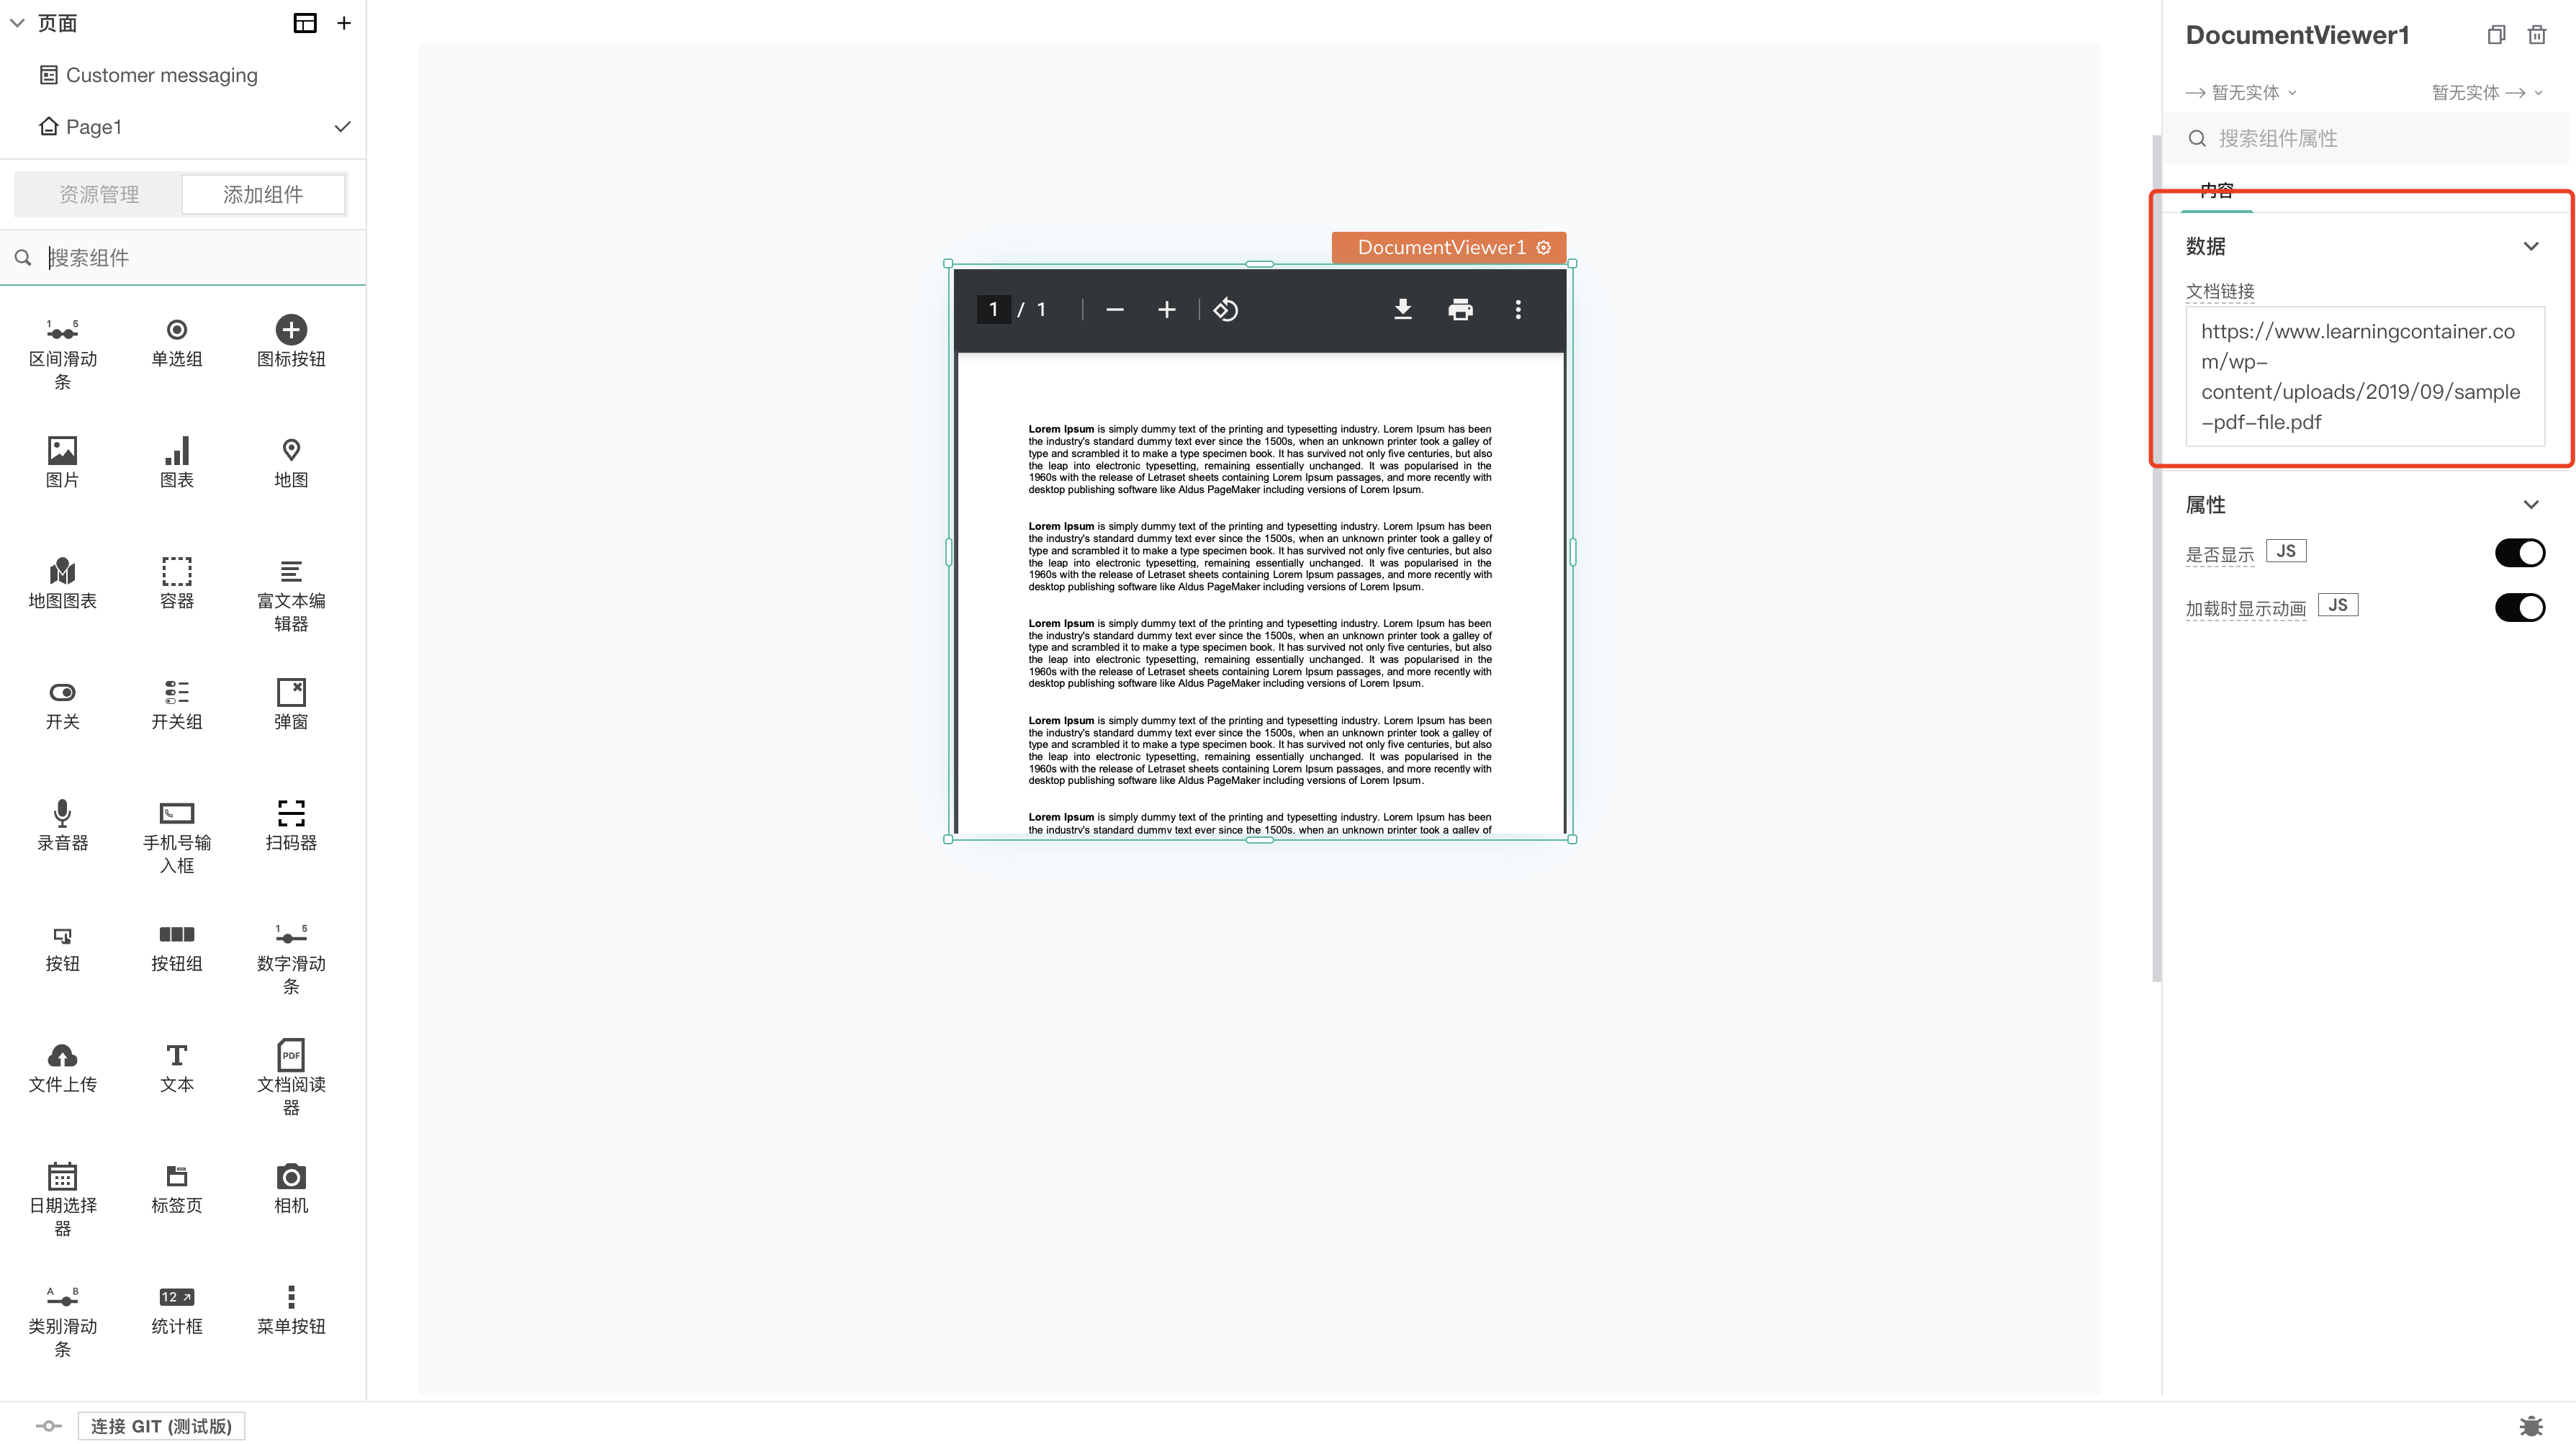 页面
Customer messaging
Page1
资源管理
添加组件
搜索组件
1 5
区间滑动
条
单选组
图标按钮
图片
图表
地图
地图图表
容器
富文本编
辑器
开关
开关组
弹窗
录音器
手机号输
入框
扫码器
按钮
按钮组
1 5
数字滑动
条
文件上传
文本
PDF
文档阅读
器
日期选择
器
标签页
相机
A B
类别滑动
条
12
统计框
菜单按钮
连接 GIT (测试版)
DocumentViewer1
1 / 1
Lorem Ipsum is simply dummy text of the printing and typesetting industry. Lorem Ipsum has been
the industry's standard dummy text ever since the 1500s, when an unknown printer took a galley of
type and scrambled it to make a type specimen book. It has survived not only five centuries, but also
the leap into electronic typesetting, remaining essentially unchanged. It was popularised in the
1960s with the release of Letraset sheets containing Lorem Ipsum passages, and more recently with
desktop publishing software like Aldus PageMaker including versions of Lorem Ipsum.
Lorem Ipsum is simply dummy text of the printing and typesetting industry. Lorem Ipsum has been
the industry's standard dummy text ever since the 1500s, when an unknown printer took a galley of
type and scrambled it to make a type specimen book. It has survived not only five centuries, but also
the leap into electronic typesetting, remaining essentially unchanged. It was popularised in the
1960s with the release of Letraset sheets containing Lorem Ipsum passages, and more recently with
desktop publishing software like Aldus PageMaker including versions of Lorem Ipsum.
Lorem Ipsum is simply dummy text of the printing and typesetting industry. Lorem Ipsum has been
the industry's standard dummy text ever since the 1500s, when an unknown printer took a galley of
type and scrambled it to make a type specimen book. It has survived not only five centuries, but also
the leap into electronic typesetting, remaining essentially unchanged. It was popularised in the
1960s with the release of Letraset sheets containing Lorem Ipsum passages, and more recently with
desktop publishing software like Aldus PageMaker including versions of Lorem Ipsum.
Lorem Ipsum is simply dummy text of the printing and typesetting industry. Lorem Ipsum has been
the industry's standard dummy text ever since the 1500s, when an unknown printer took a galley of
type and scrambled it to make a type specimen book. It has survived not only five centuries, but also
the leap into electronic typesetting, remaining essentially unchanged. It was popularised in the
1960s with the release of Letraset sheets containing Lorem Ipsum passages, and more recently with
desktop publishing software like Aldus PageMaker including versions of Lorem Ipsum.
Lorem Ipsum is simply dummy text of the printing and typesetting industry. Lorem Ipsum has been
the industry's standard dummy text ever since the 1500s, when an unknown printer took a galley of
DocumentViewer1
暂无实体
暂无实体
搜索组件属性
内容
数据
文档链接
https://www.learningcontainer.co
m/wp-
content/uploads/2019/09/sample
-pdf-file.pdf
属性
是否显示 JS
加载时显示动画 JS